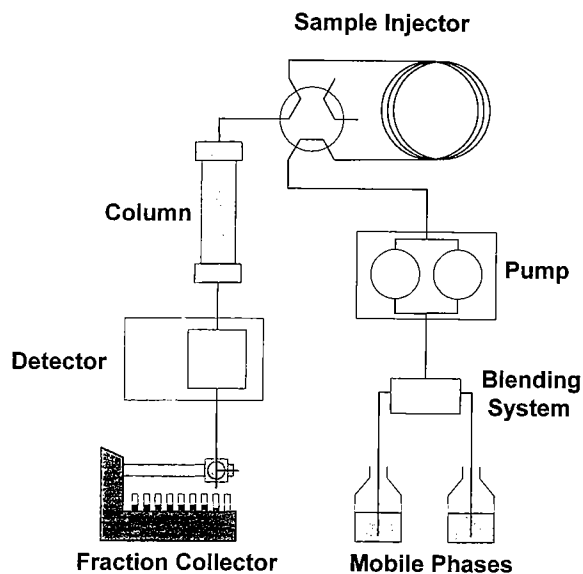 Sample Injector
Column
Pump
Detector
Blending
System
Fraction Collector
Mobile Phases